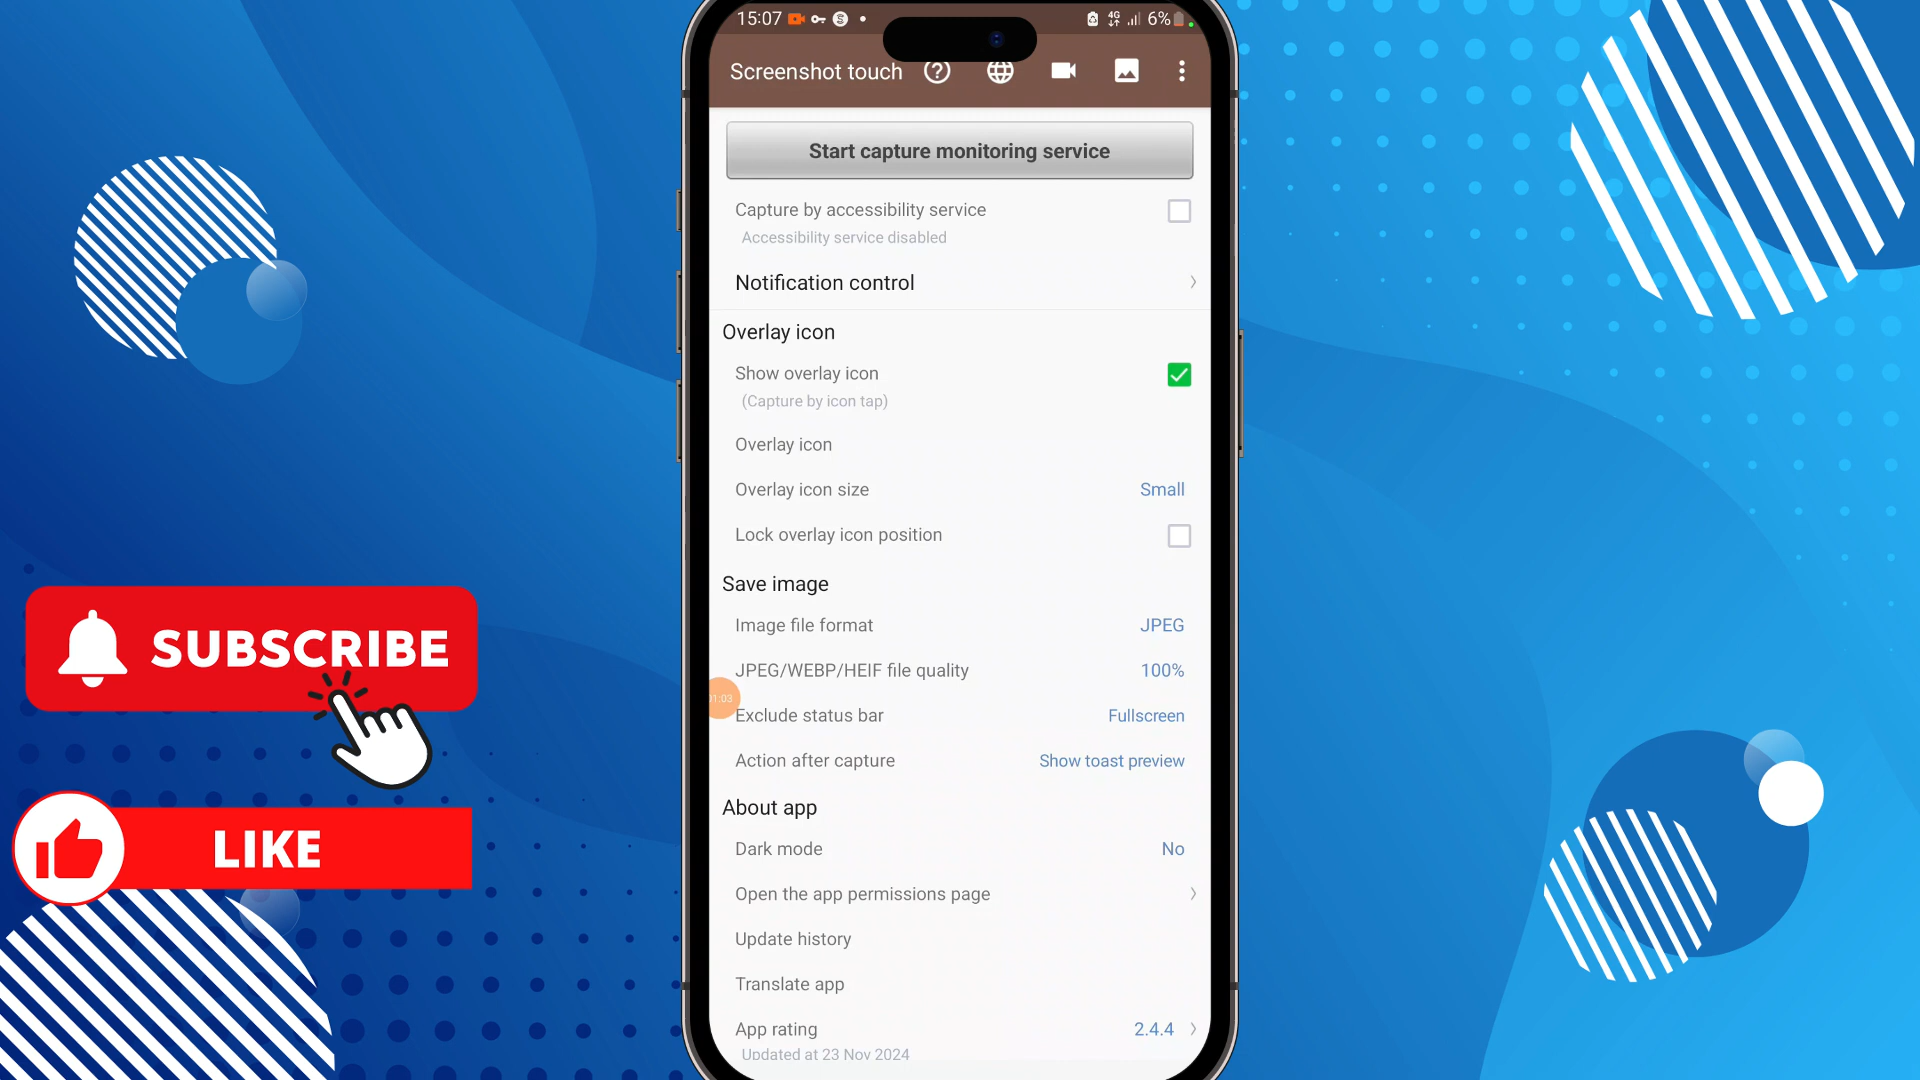 15:07
4G
6%
Screenshot touch
Start capture monitoring service
Capture by accessibility service
Accessibility service disabled
Notification control
Overlay icon
Show overlay icon
(Capture by icon tap)
Overlay icon
Overlay icon size Small
Lock overlay icon position
Save image
Image file format JPEG
JPEG/WEBP/HEIF file quality 100%
01:03
Exclude status bar Fullscreen
Action after capture Show toast preview
About app
Dark mode No
Open the app permissions page
Update history
Translate app
App rating 2.4.4
Updated at 23 Nov 2024
SUBSCRIBE
LIKE